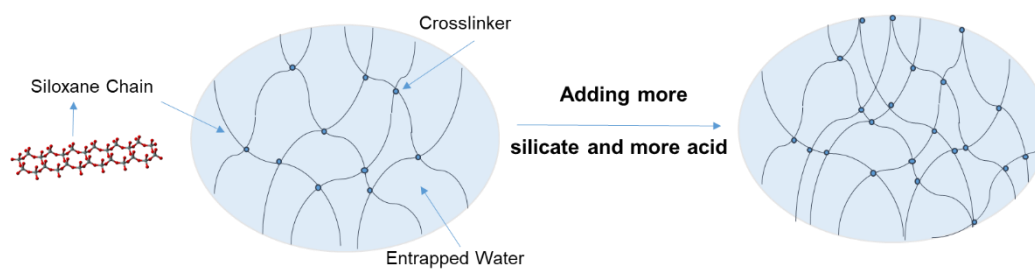 Crosslinker
Siloxane Chain
Adding more
silicate and more acid
Entrapped Water